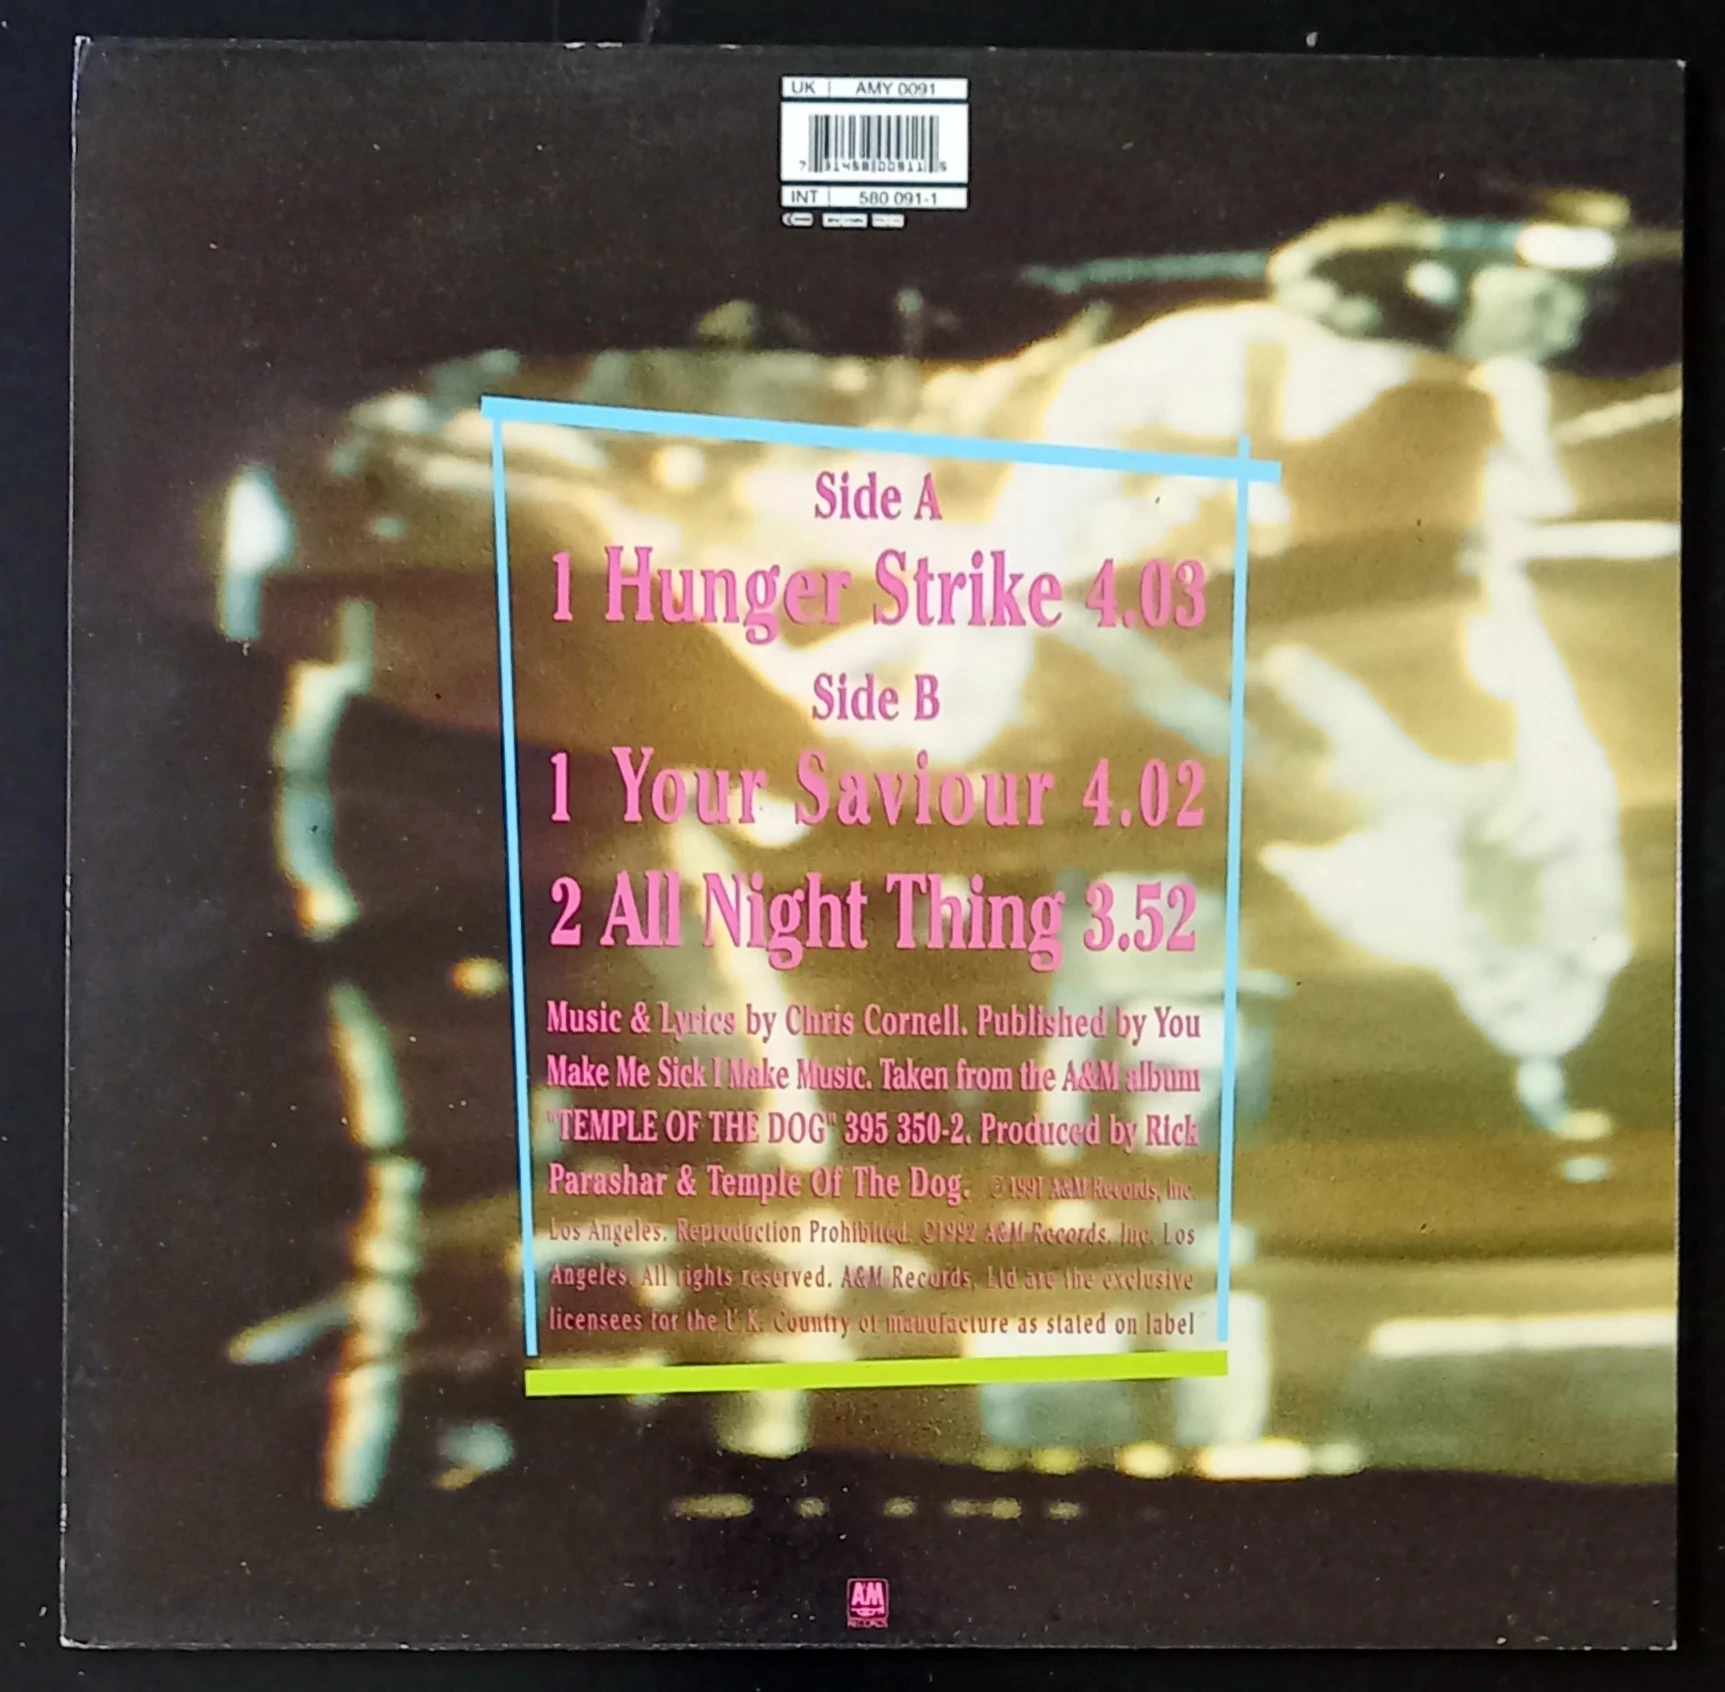 UK AMY 0091
INT 580 091-1
Side A
1 Hunger Strike 4.03
Side B
1 Your Saviour 4.02
2 All Night Thing 3.52
Music & Lyrics by Chris Cornell. Published by You
Make Me Sick I Make Music. Taken from the A&M album
"TEMPLE OF THE DOG" 395 350-2. Produced by Rick
Parashar & Temple Of The Dog. ℗ 1991 A&M Records, Inc.
Los Angeles. Reproduction Prohibited. ©1992 A&M Records, Inc. Los
Angeles. All rights reserved. A&M Records, Ltd are the exclusive
licensees for the U.K. Country of manufacture as stated on label
A&M
RECORDS